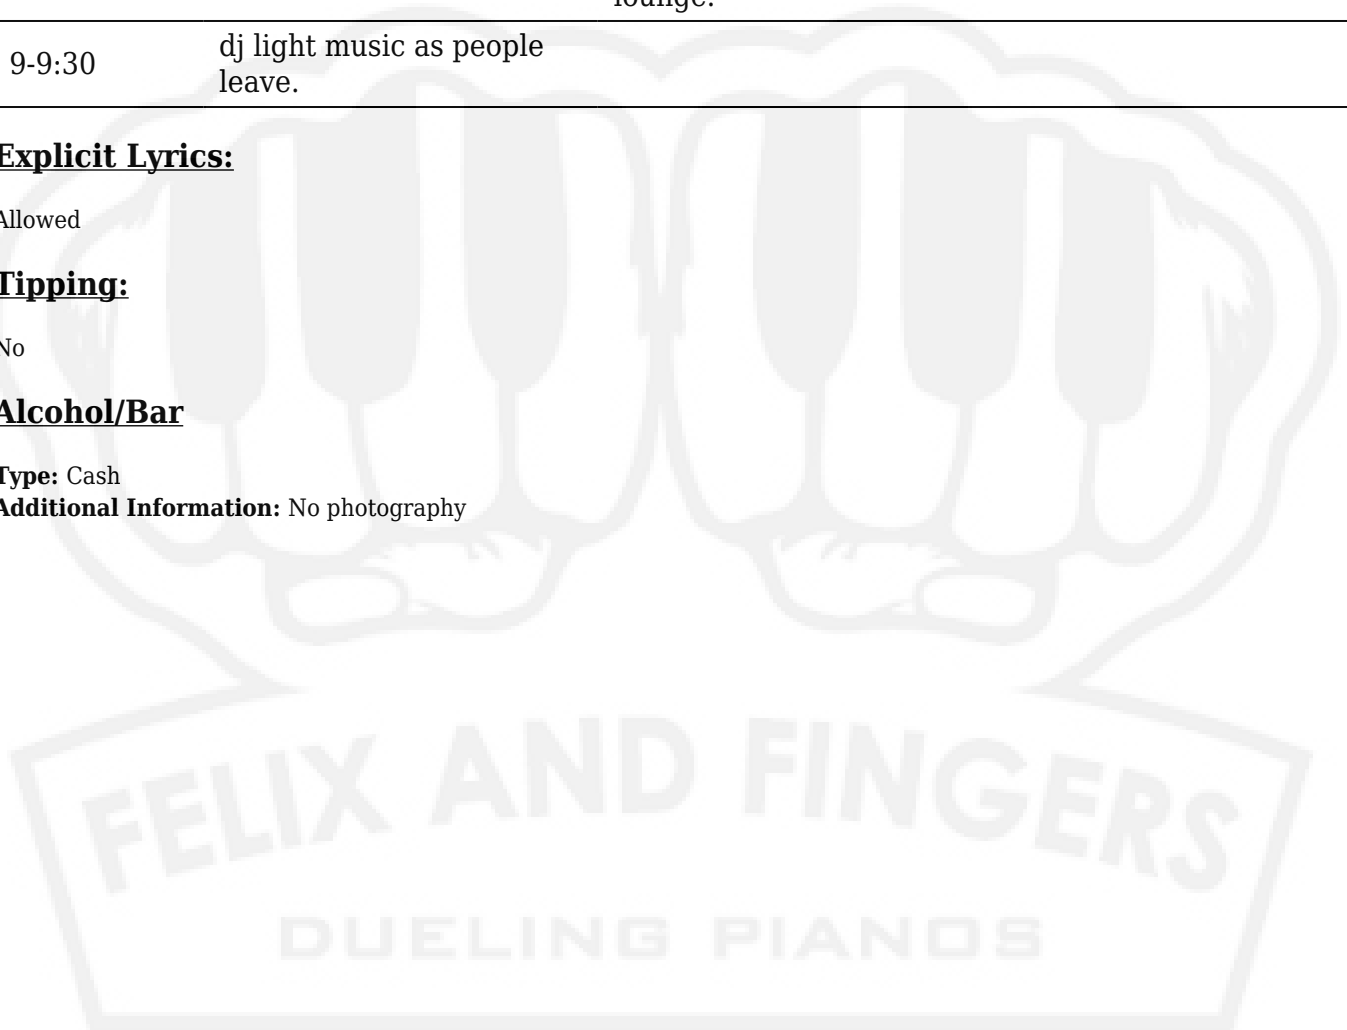 lounge.
9-9:30
dj light music as people
leave.
Explicit Lyrics:
Allowed
Tipping:
No
Alcohol/Bar
Type: Cash
Additional Information: No photography
FELIX AND FINGERS
DUELING PIANOS